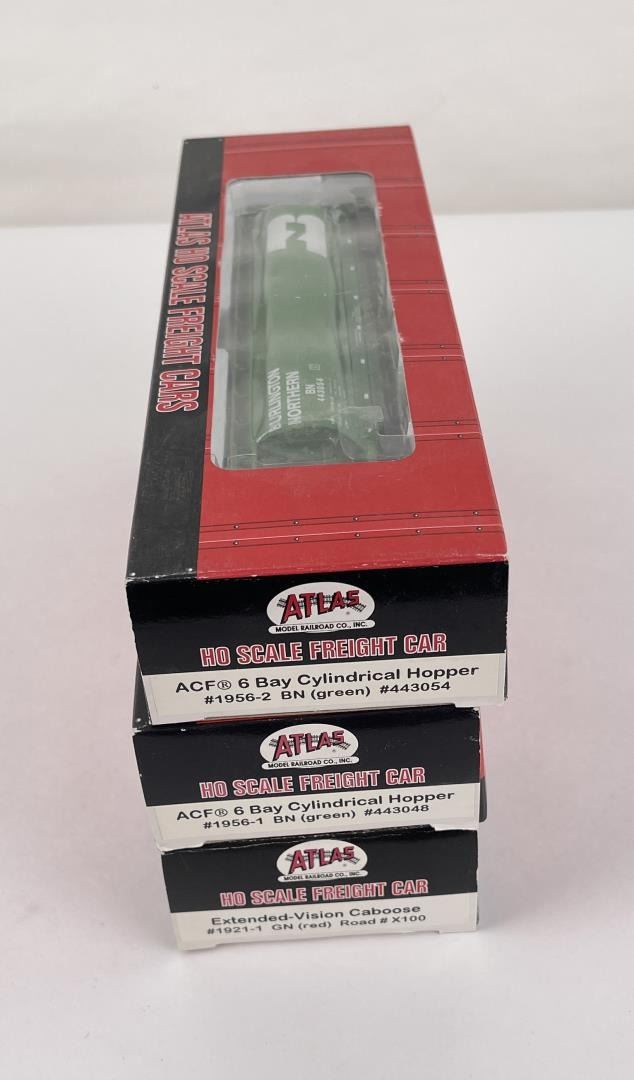 ATLAS HO SCALE FREIGHT CARS
BURLINGTON
NORTHERN
BN
443054
ATLAS
MODEL RAILROAD CO., INC.
HO SCALE FREIGHT CAR
ACF® 6 Bay Cylindrical Hopper
#1956-2 BN (green) #443054
ATLAS
MODEL RAILROAD CO., INC.
HO SCALE FREIGHT CAR
ACF® 6 Bay Cylindrical Hopper
#1956-1 BN (green) #443048
ATLAS
MODEL RAILROAD CO., INC.
HO SCALE FREIGHT CAR
Extended-Vision Caboose
#1921-1 GN (red) Road # X100